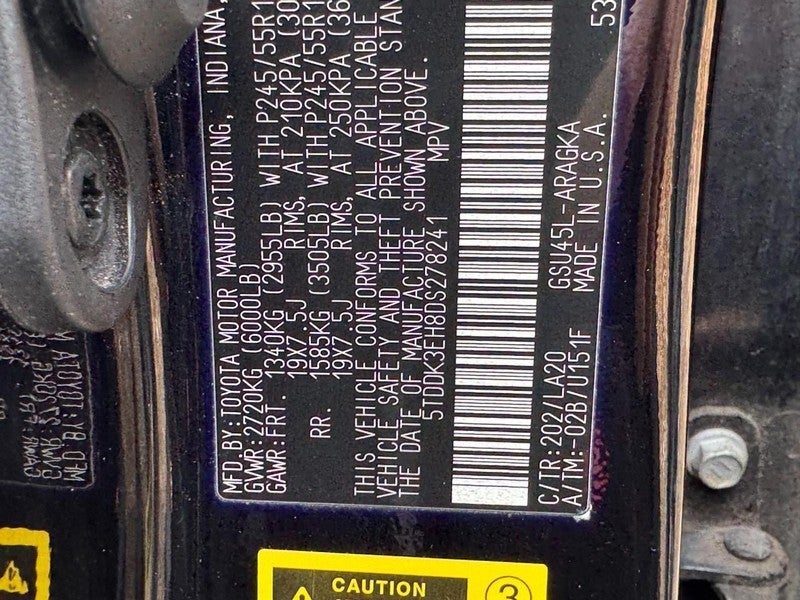 MFD.BY:TOYOTA MOTOR MANUFACTURING, INDIANA,
GVWR:2720KG (6000LB)
GAWR:FRT. 1340KG (2955LB) WITH P245/55R1
19X7.5J RIMS, AT 210KPA (30
RR. 1585KG (3505LB) WITH P245/55R1
19X7.5J RIMS, AT 250KPA (36
THIS VEHICLE CONFORMS TO ALL APPLICABLE
VEHICLE SAFETY AND THEFT PREVENTION STAN
THE DATE OF MANUFACTURE SHOWN ABOVE.
5TDDK3EH8DS278241 MPV
C/TR:202/LA20 GSU45L-ARAGKA 53
A/TM:-02B/U151F MADE IN U.S.A.
CAUTION
3